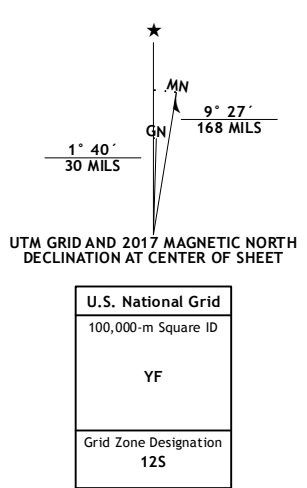 ★
MN
GN
9° 27´
168 MILS
1° 40´
30 MILS
UTM GRID AND 2017 MAGNETIC NORTH
DECLINATION AT CENTER OF SHEET
U.S. National Grid
100,000-m Square ID
YF
Grid Zone Designation
12S